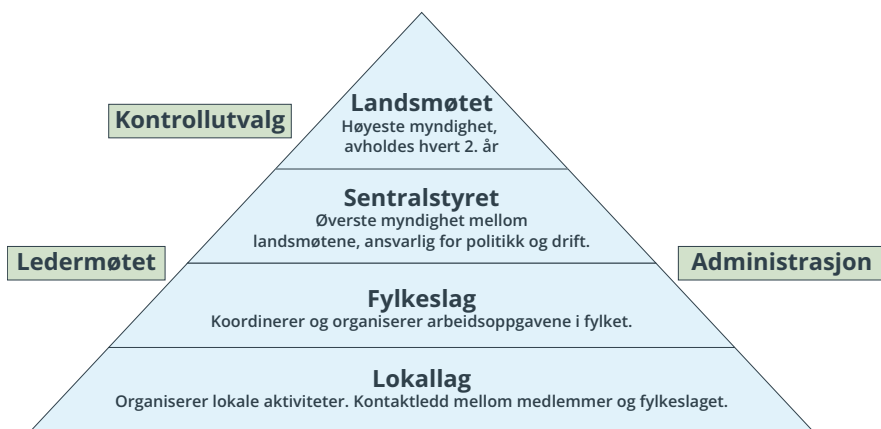 Landsmøtet
Høyeste myndighet,
avholdes hvert 2. år
Kontrollutvalg
Sentralstyret
Øverste myndighet mellom
landsmøtene, ansvarlig for politikk og drift.
Ledermøtet
Administrasjon
Fylkeslag
Koordinerer og organiserer arbeidsoppgavene i fylket.
Lokallag
Organiserer lokale aktiviteter. Kontaktledd mellom medlemmer og fylkeslaget.